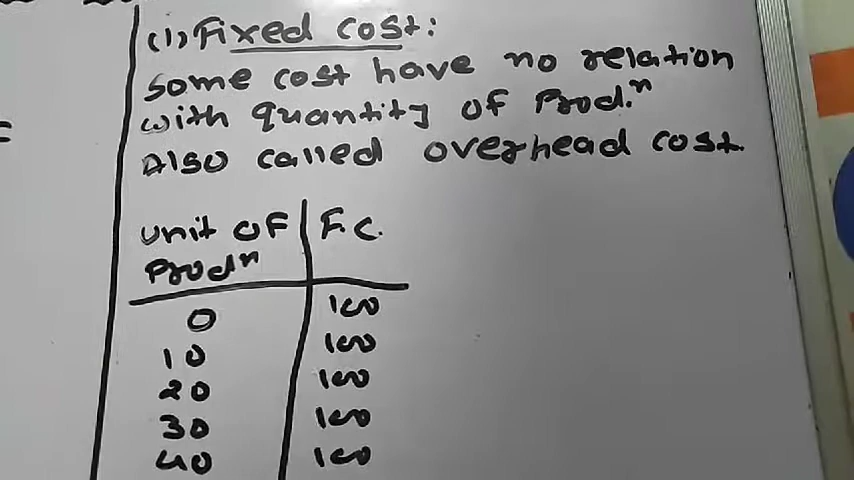 (1) Fixed cost:
some cost have no relation
with quantity of Prod.ⁿ
Also called overhead cost.
unit of Prodⁿ | F.C.
0 | 100
10 | 100
20 | 100
30 | 100
40 | 100